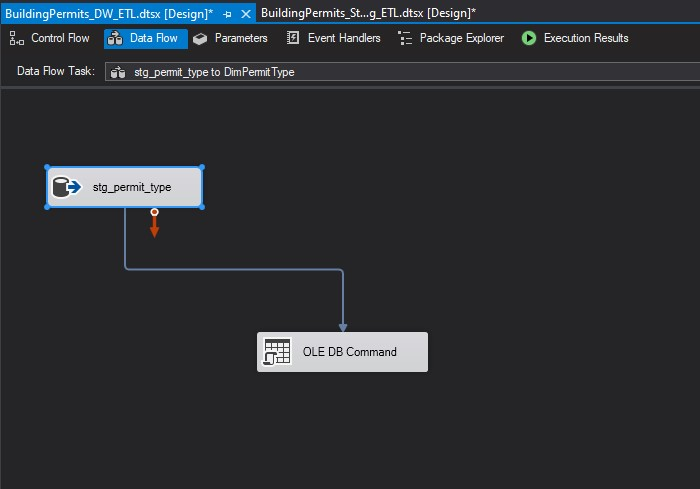 BuildingPermits_DW_ETL.dtsx [Design]* BuildingPermits_St...g_ETL.dtsx [Design]*
Control Flow Data Flow Parameters Event Handlers Package Explorer Execution Results
Data Flow Task: stg_permit_type to DimPermitType
stg_permit_type
OLE DB Command